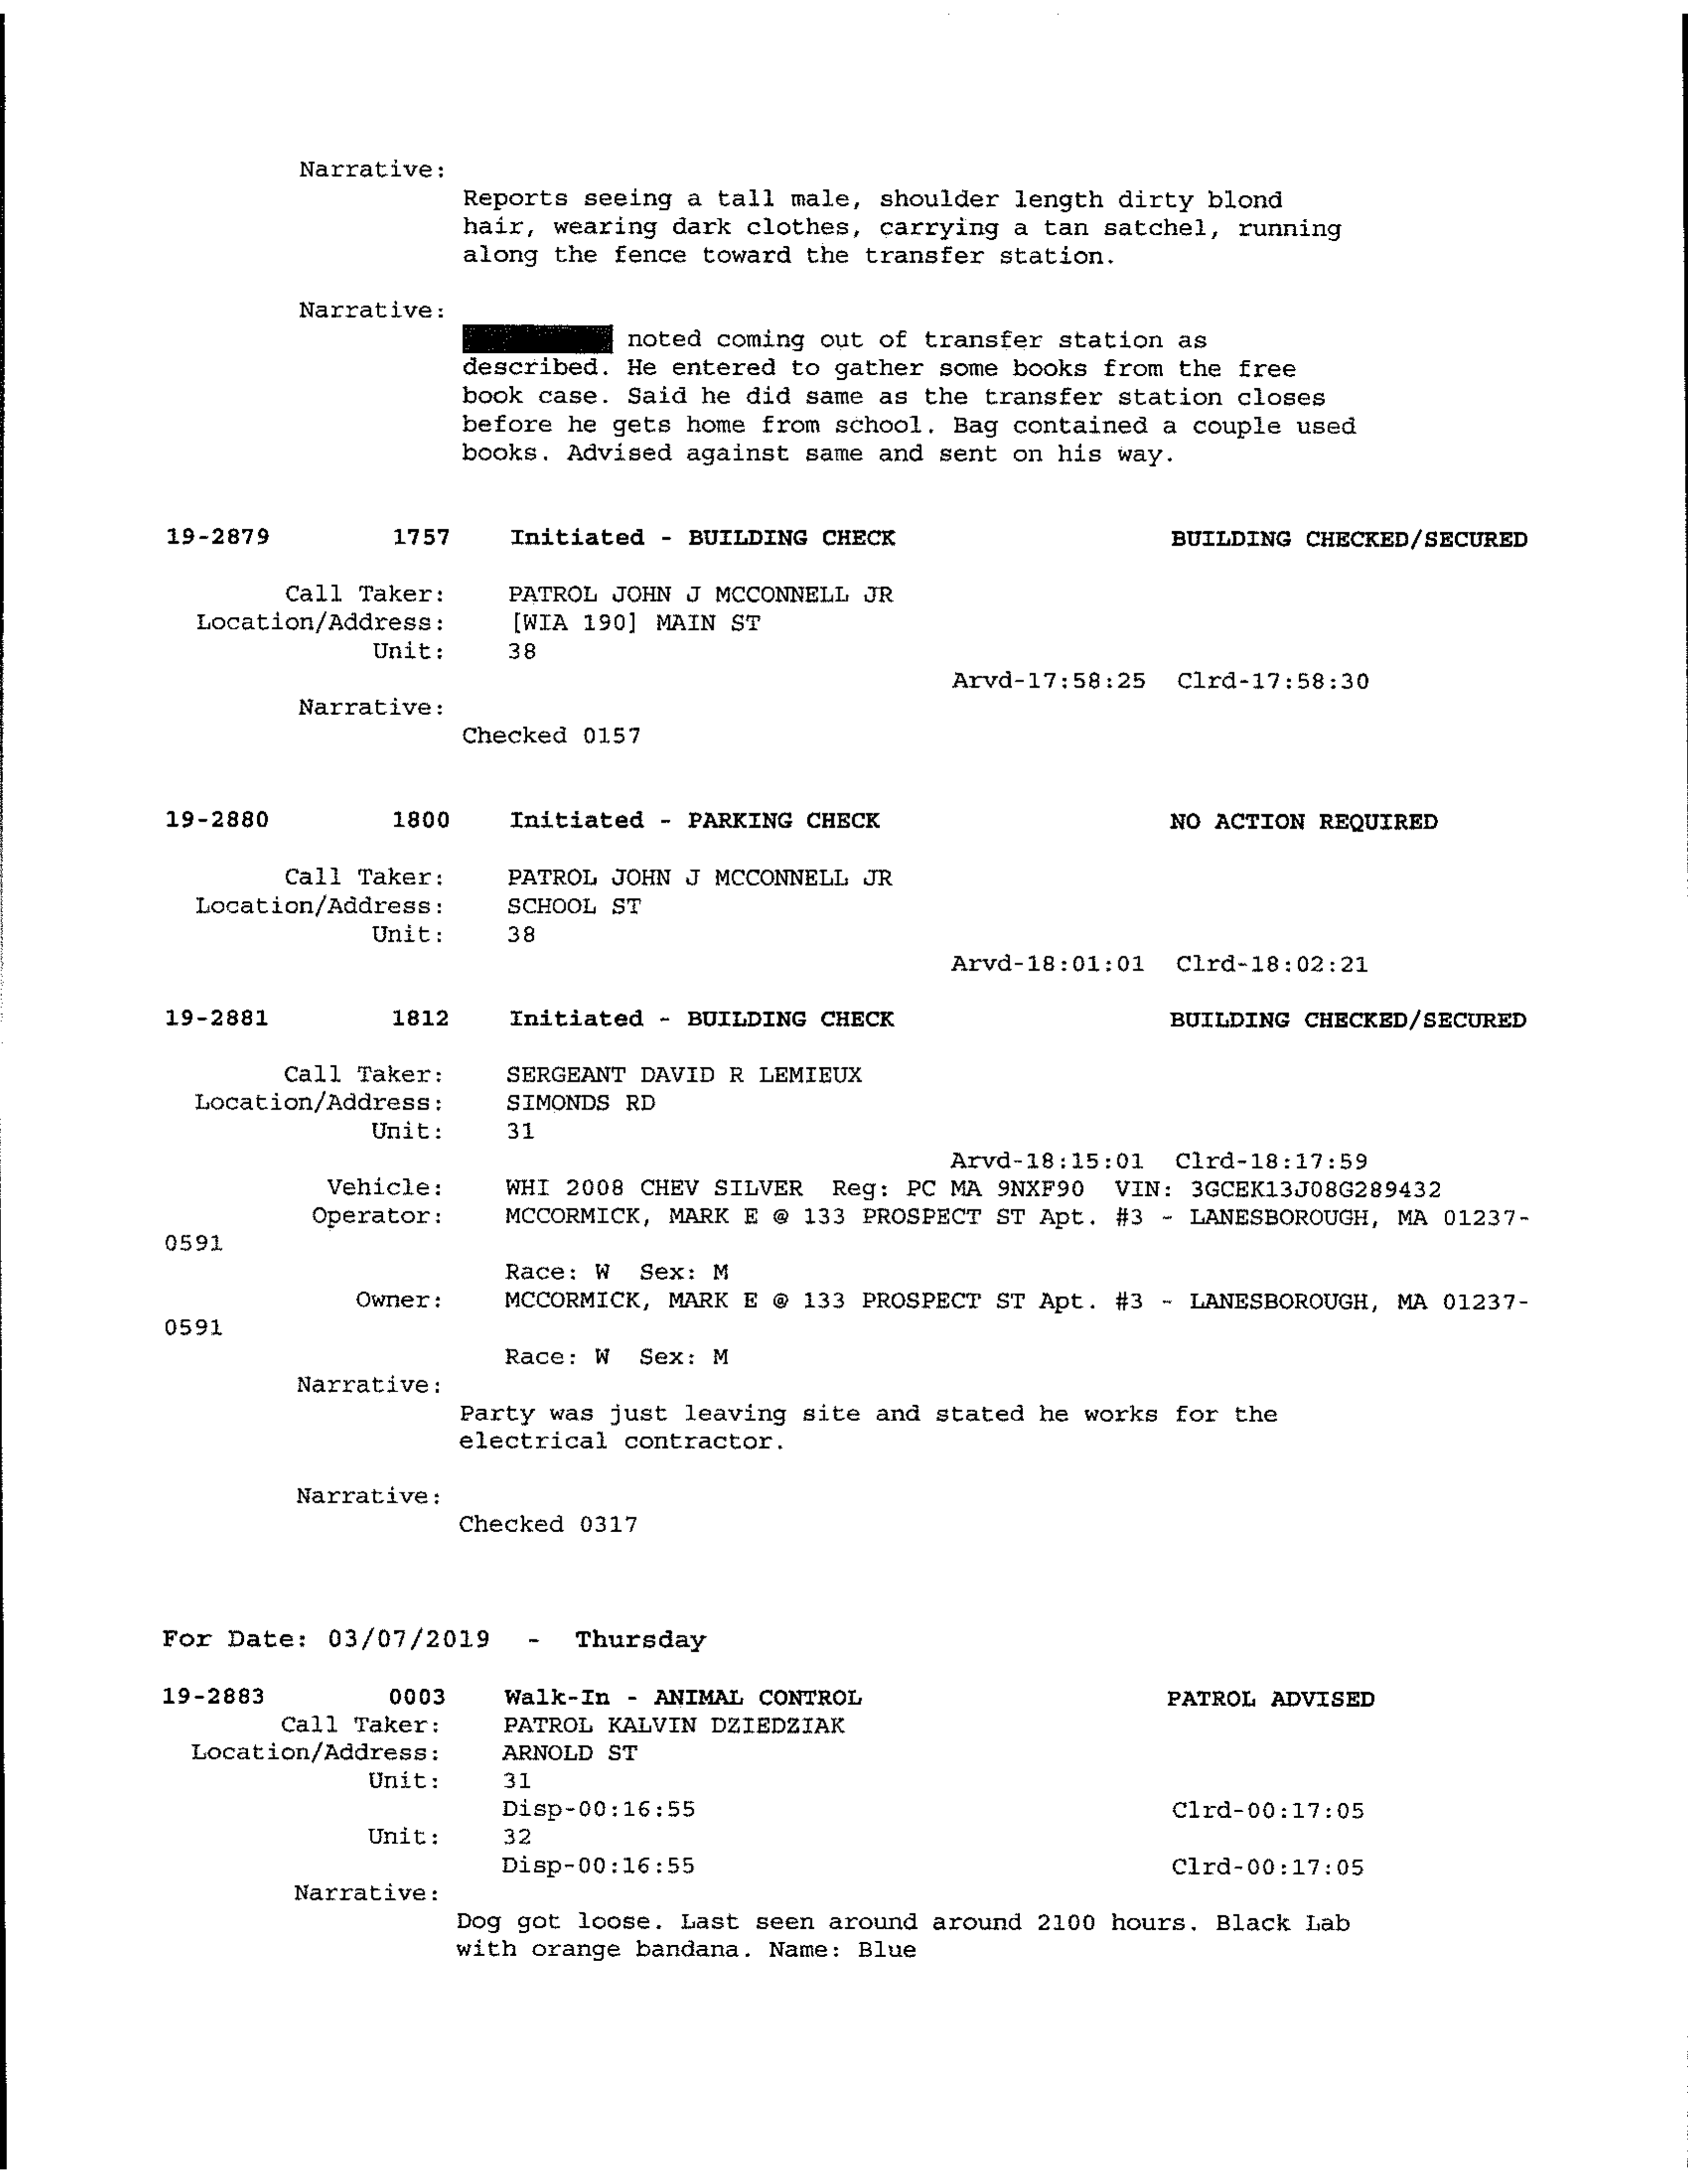 Narrative:
Reports seeing a tall male, shoulder length dirty blond
hair, wearing dark clothes, carrying a tan satchel, running
along the fence toward the transfer station.
Narrative:
noted coming out of transfer station as
described. He entered to gather some books from the free
book case. Said he did same as the transfer station closes
before he gets home from school. Bag contained a couple used
books. Advised against same and sent on his way.
19-2879 1757 Initiated - BUILDING CHECK BUILDING CHECKED/SECURED
Call Taker: PATROL JOHN J MCCONNELL JR
Location/Address: [WIA 190] MAIN ST
Unit: 38
Arvd-17:58:25 Clrd-17:58:30
Narrative:
Checked 0157
19-2880 1800 Initiated - PARKING CHECK NO ACTION REQUIRED
Call Taker: PATROL JOHN J MCCONNELL JR
Location/Address: SCHOOL ST
Unit: 38
Arvd-18:01:01 Clrd-18:02:21
19-2881 1812 Initiated - BUILDING CHECK BUILDING CHECKED/SECURED
Call Taker: SERGEANT DAVID R LEMIEUX
Location/Address: SIMONDS RD
Unit: 31
Arvd-18:15:01 Clrd-18:17:59
Vehicle: WHI 2008 CHEV SILVER Reg: PC MA 9NXF90 VIN: 3GCEK13J08G289432
Operator: MCCORMICK, MARK E @ 133 PROSPECT ST Apt. #3 - LANESBOROUGH, MA 01237-
0591
Race: W Sex: M
Owner: MCCORMICK, MARK E @ 133 PROSPECT ST Apt. #3 - LANESBOROUGH, MA 01237-
0591
Race: W Sex: M
Narrative:
Party was just leaving site and stated he works for the
electrical contractor.
Narrative:
Checked 0317
For Date: 03/07/2019 - Thursday
19-2883 0003 Walk-In - ANIMAL CONTROL PATROL ADVISED
Call Taker: PATROL KALVIN DZIEDZIAK
Location/Address: ARNOLD ST
Unit: 31
Disp-00:16:55 Clrd-00:17:05
Unit: 32
Disp-00:16:55 Clrd-00:17:05
Narrative:
Dog got loose. Last seen around around 2100 hours. Black Lab
with orange bandana. Name: Blue